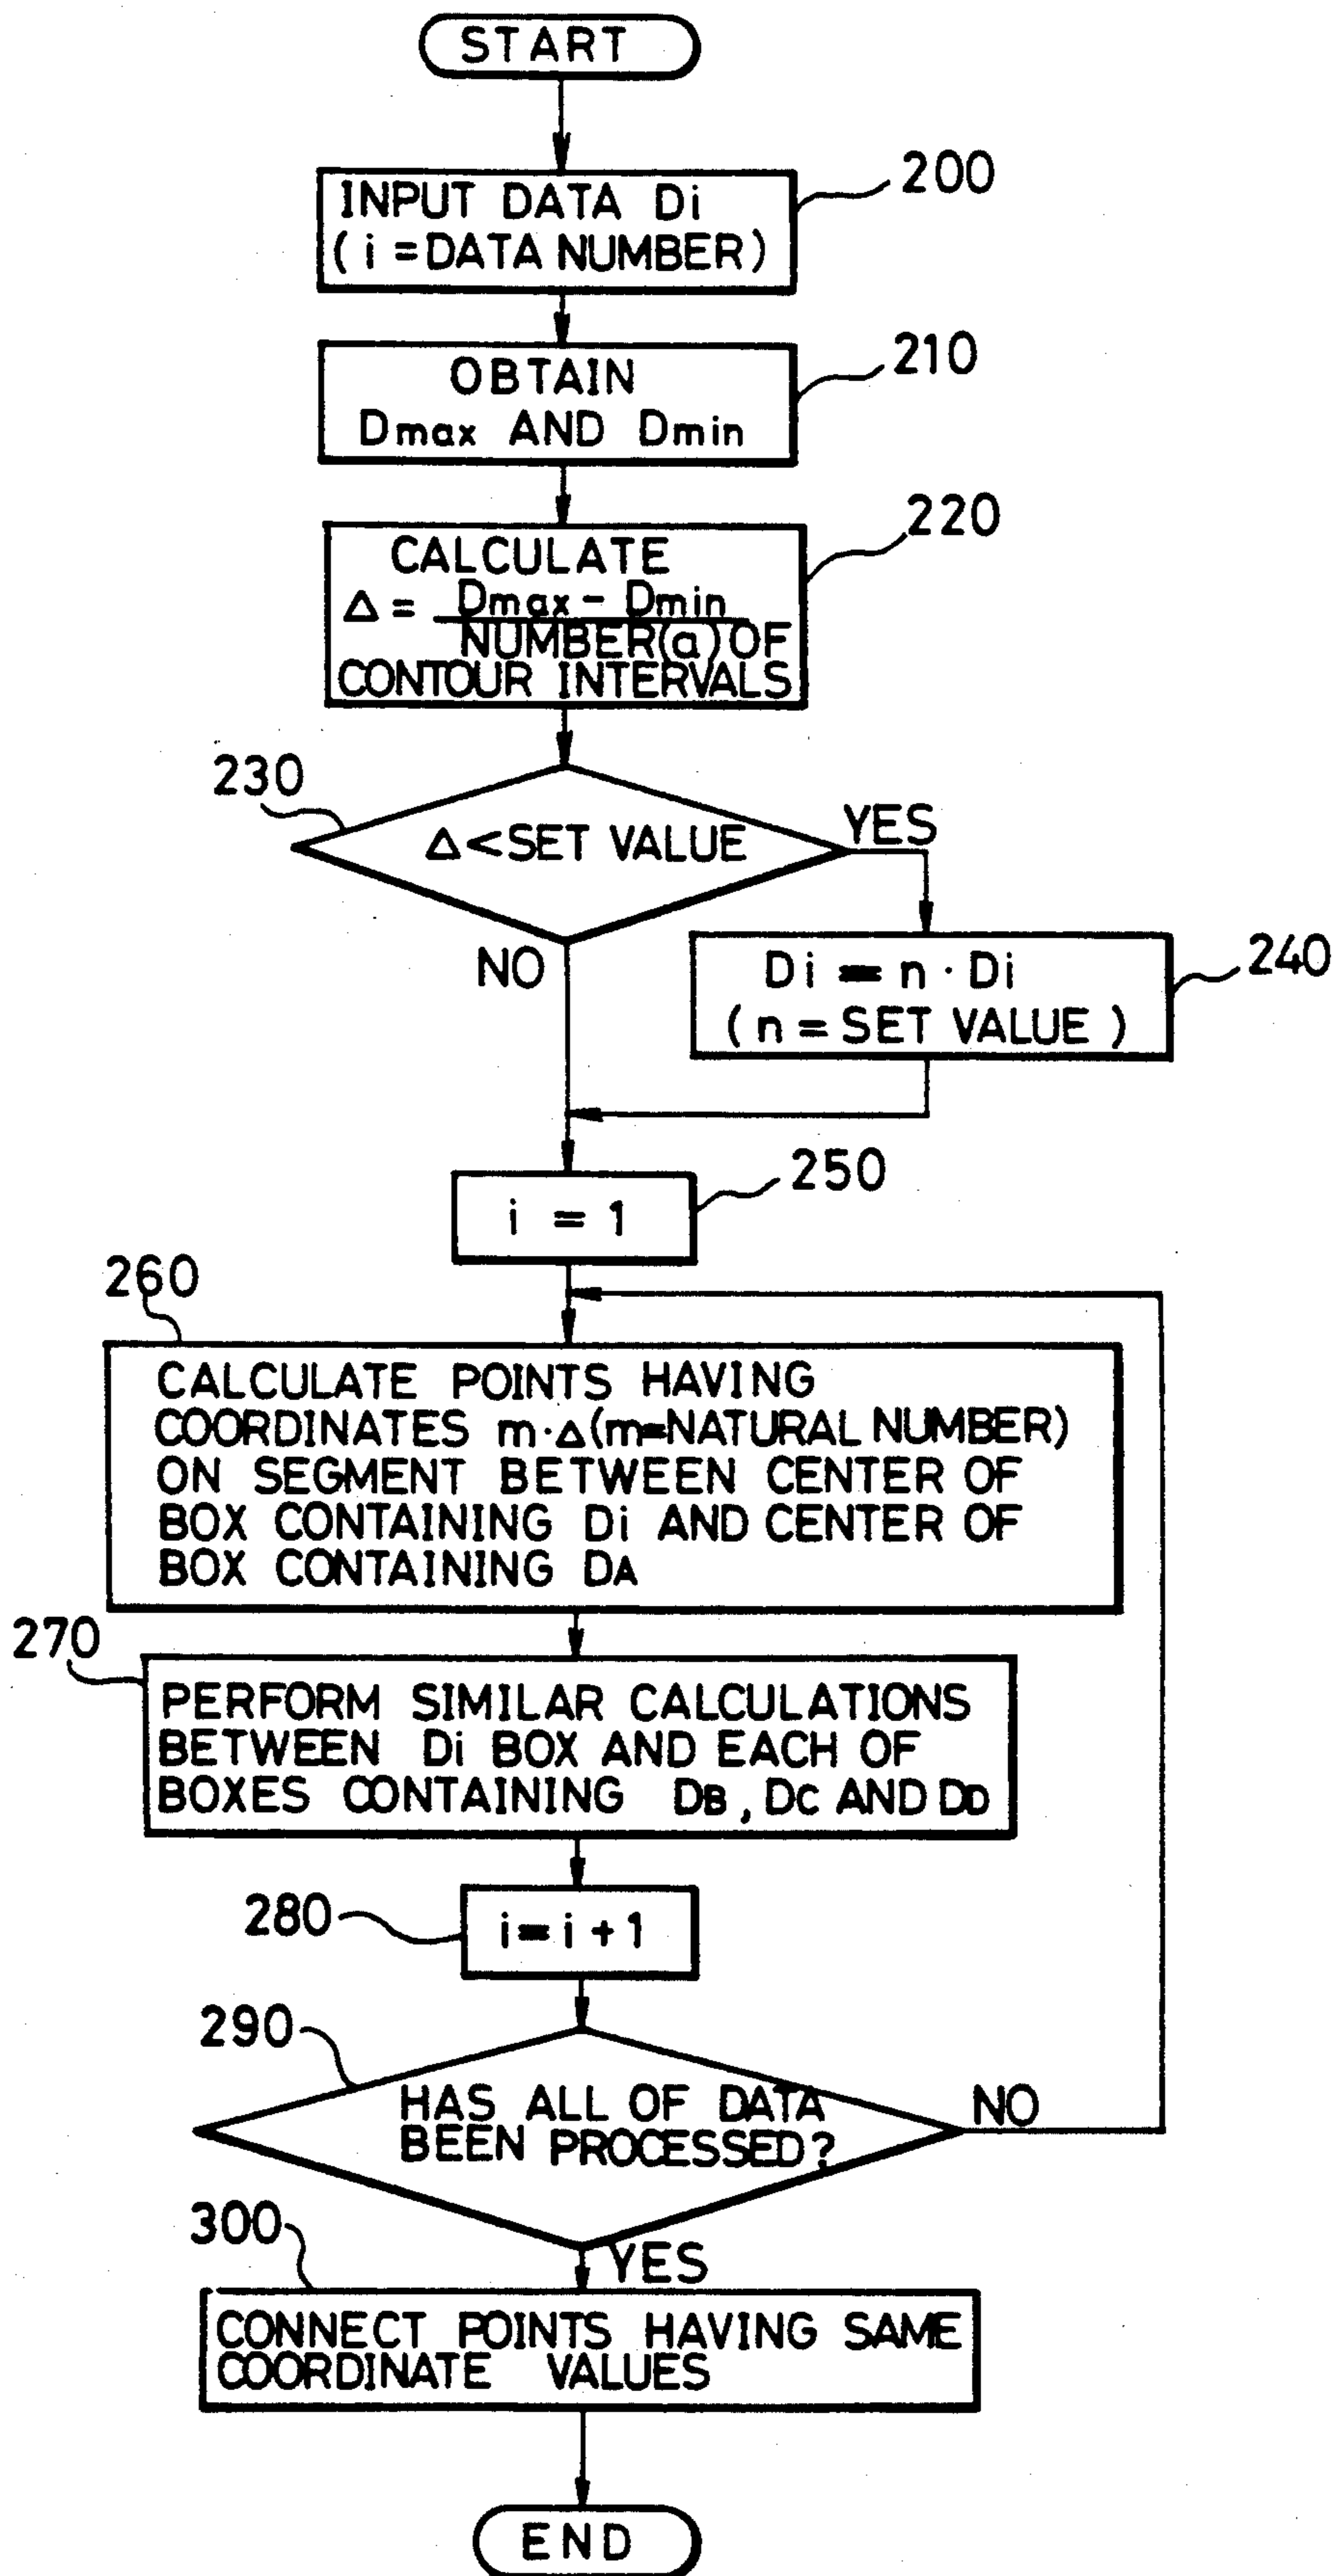 START
200
INPUT DATA Di
( i = DATA NUMBER )
210
OBTAIN
Dmax AND Dmin
220
CALCULATE
Δ = Dmax - Dmin
NUMBER(a) OF
CONTOUR INTERVALS
230
Δ < SET VALUE
YES
NO
240
Di = n · Di
( n = SET VALUE )
250
i = 1
260
CALCULATE POINTS HAVING
COORDINATES m·Δ (m=NATURAL NUMBER)
ON SEGMENT BETWEEN CENTER OF
BOX CONTAINING Di AND CENTER OF
BOX CONTAINING DA
270
PERFORM SIMILAR CALCULATIONS
BETWEEN Di BOX AND EACH OF
BOXES CONTAINING DB, DC AND DD
280
i = i + 1
290
HAS ALL OF DATA
BEEN PROCESSED?
NO
YES
300
CONNECT POINTS HAVING SAME
COORDINATE VALUES
END